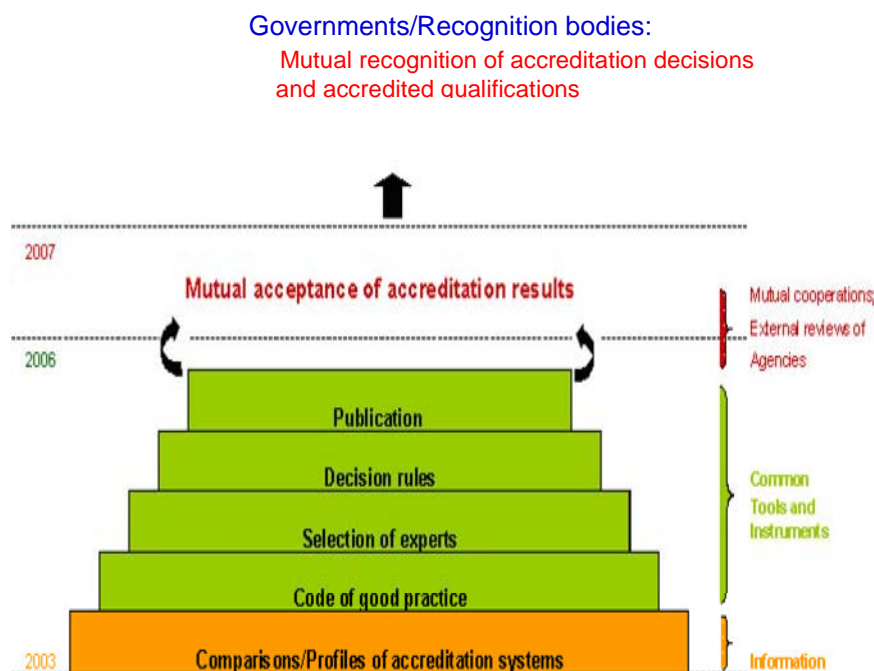 Governments/Recognition bodies:
Mutual recognition of accreditation decisions
and accredited qualifications
2007
Mutual acceptance of accreditation results
Mutual cooperations;
External reviews of
Agencies
2006
Publication
Decision rules
Common
Tools and
Instruments
Selection of experts
Code of good practice
2003
Comparisons/Profiles of accreditation systems
Information